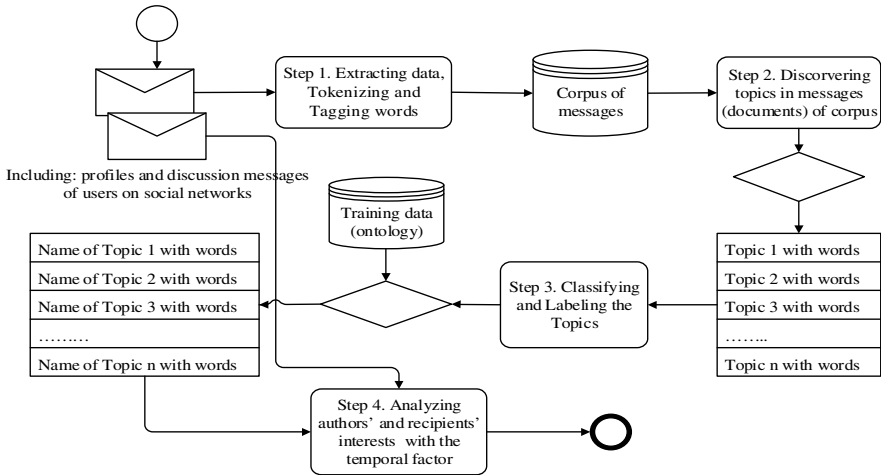 Step 1. Extracting data,
Tokenizing and
Tagging words
Corpus of
messages
Step 2. Discorvering
topics in messages
(documents) of corpus
Including: profiles and discussion messages
of users on social networks
Training data
(ontology)
Name of Topic 1 with words
Name of Topic 2 with words
Name of Topic 3 with words
………
Name of Topic n with words
Step 3. Classifying
and Labeling the
Topics
Topic 1 with words
Topic 2 with words
Topic 3 with words
……..
Topic n with words
Step 4. Analyzing
authors’ and recipients’
interests with the
temporal factor